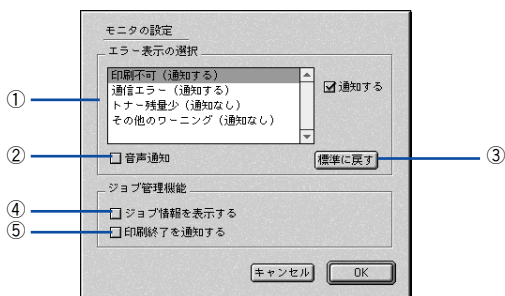 モニタの設定
エラー表示の選択
印刷不可（通知する）
通信エラー（通知する）
トナー残量少（通知なし）
その他のワーニング（通知なし）
通知する
①
② 音声通知
標準に戻す ③
ジョブ管理機能
④ ジョブ情報を表示する
⑤ 印刷終了を通知する
キャンセル OK